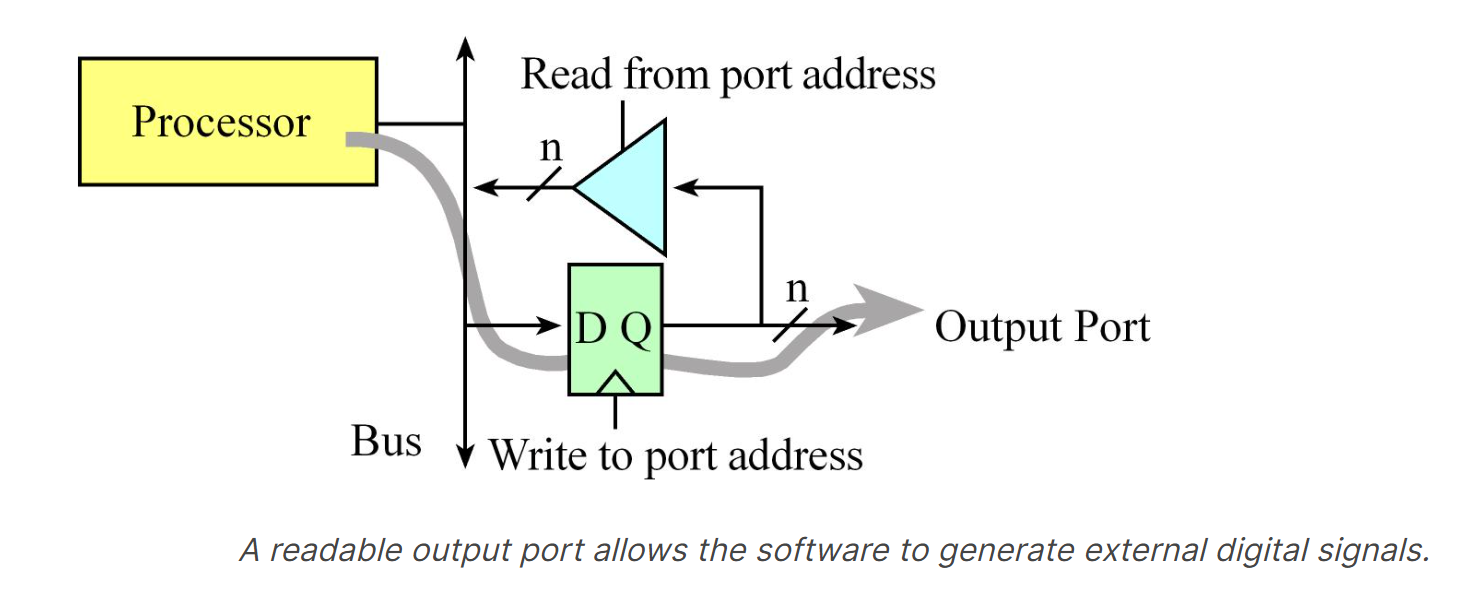 Read from port address
Processor
n
n
D Q
Output Port
Bus
Write to port address
A readable output port allows the software to generate external digital signals.